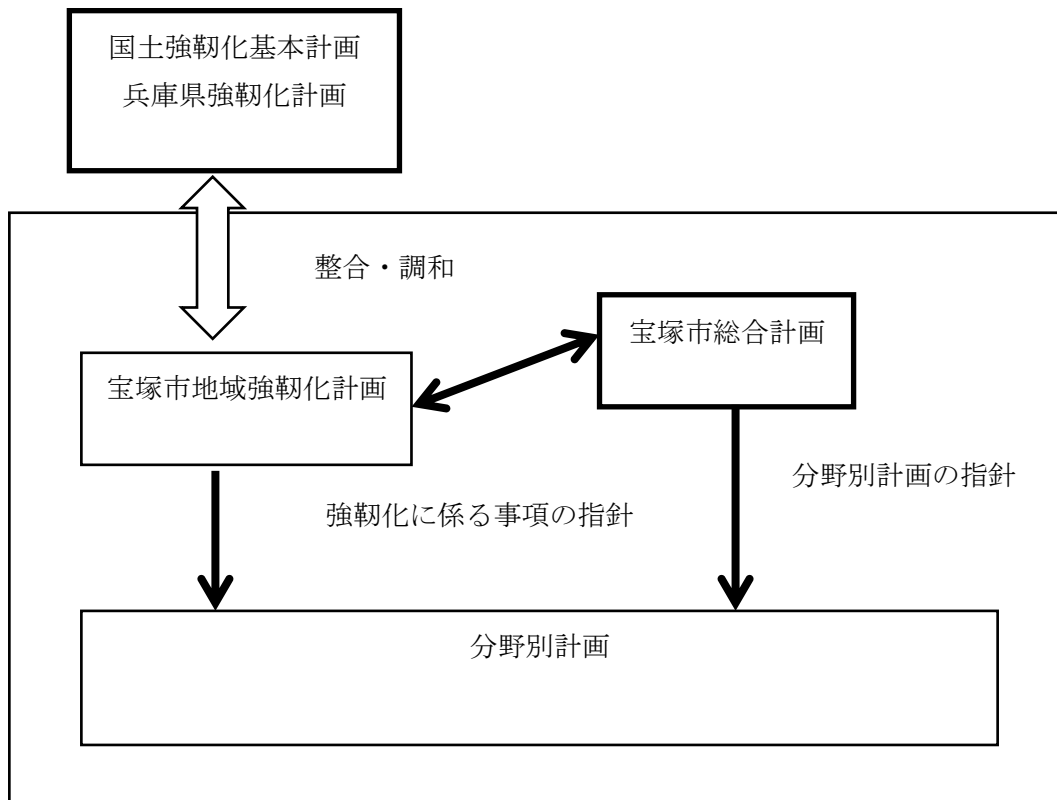 国土強靭化基本計画
兵庫県強靭化計画
整合・調和
宝塚市総合計画
宝塚市地域強靭化計画
分野別計画の指針
強靭化に係る事項の指針
分野別計画